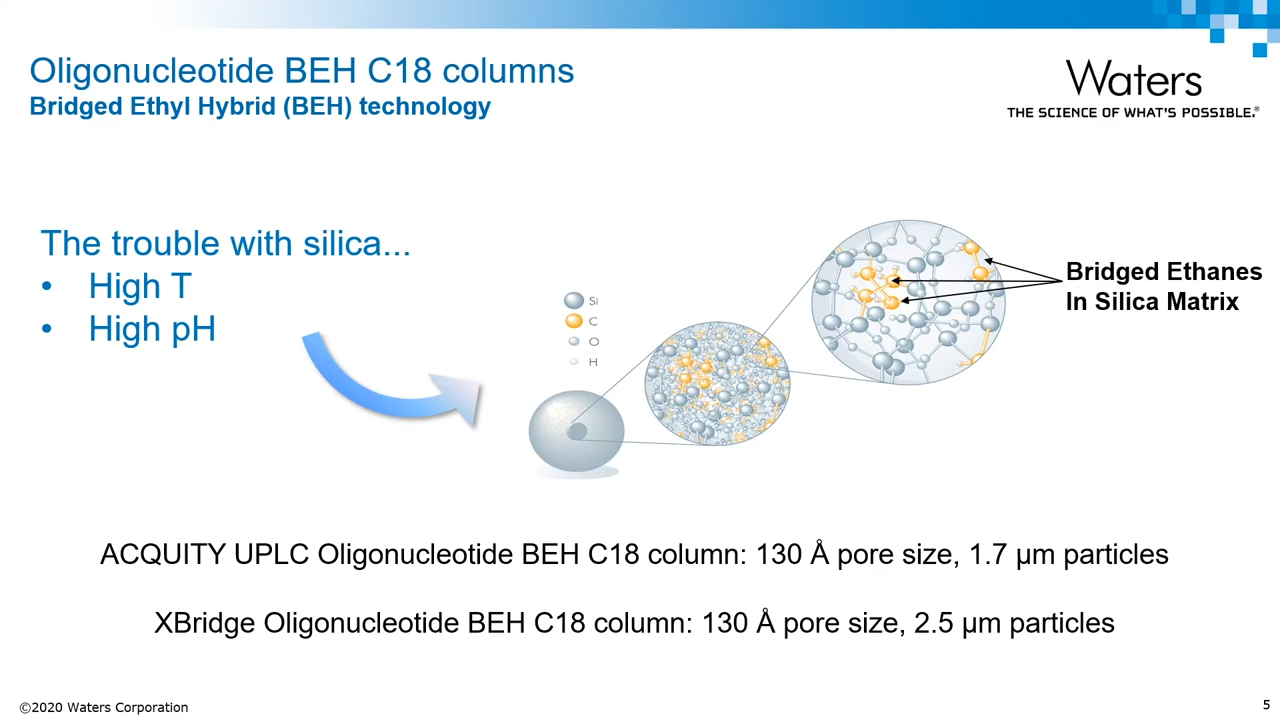 Oligonucleotide BEH C18 columns
Bridged Ethyl Hybrid (BEH) technology
Waters
THE SCIENCE OF WHAT'S POSSIBLE.®
The trouble with silica...
• High T
• High pH
Si
C
O
H
Bridged Ethanes
In Silica Matrix
ACQUITY UPLC Oligonucleotide BEH C18 column: 130 Å pore size, 1.7 µm particles
XBridge Oligonucleotide BEH C18 column: 130 Å pore size, 2.5 µm particles
©2020 Waters Corporation
5